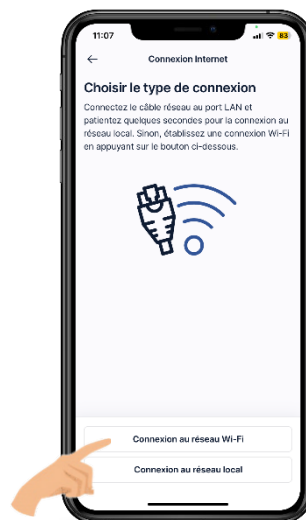 11:07
83
Connexion Internet
Choisir le type de connexion
Connectez le câble réseau au port LAN et
patientez quelques secondes pour la connexion au
réseau local. Sinon, établissez une connexion Wi-Fi
en appuyant sur le bouton ci-dessous.
Connexion au réseau Wi-Fi
Connexion au réseau local